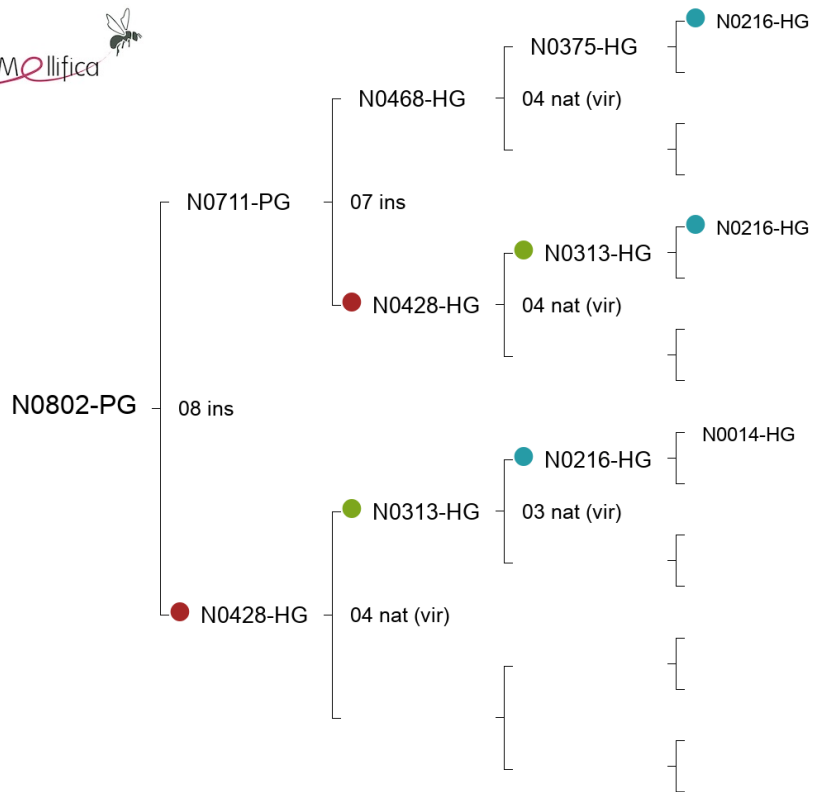 Mellifica
N0216-HG
N0375-HG
N0468-HG
04 nat (vir)
N0711-PG
07 ins
N0216-HG
N0313-HG
N0428-HG
04 nat (vir)
N0802-PG
08 ins
N0014-HG
N0216-HG
N0313-HG
03 nat (vir)
N0428-HG
04 nat (vir)